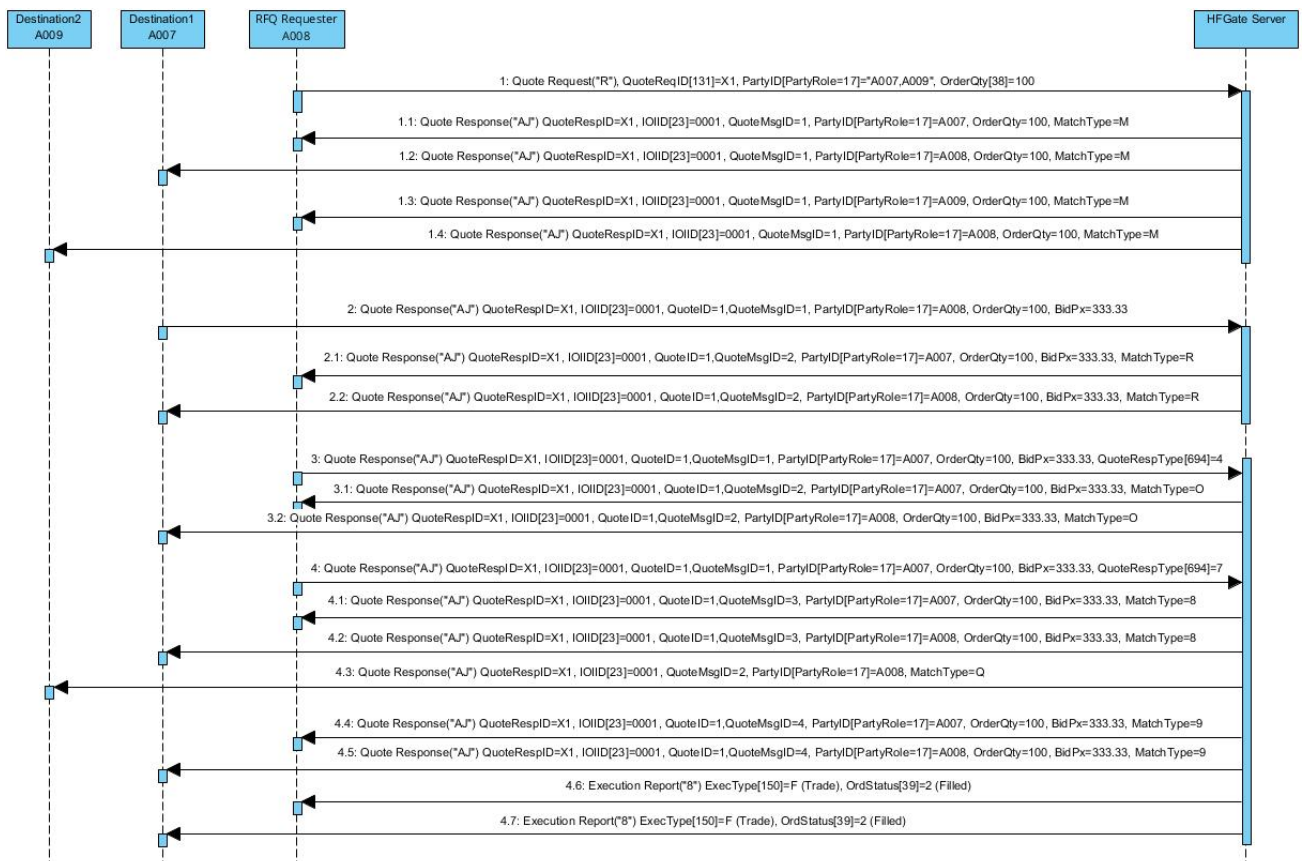 Destination2
A009
Destination1
A007
RFQ Requester
A008
HFGate Server
1: Quote Request("R"), QuoteReqID[131]=X1, PartyID[PartyRole=17]="A007,A009", OrderQty[38]=100
1.1: Quote Response("AJ") QuoteRespID=X1, IOIID[23]=0001, QuoteMsgID=1, PartyID[PartyRole=17]=A007, OrderQty=100, MatchType=M
1.2: Quote Response("AJ") QuoteRespID=X1, IOIID[23]=0001, QuoteMsgID=1, PartyID[PartyRole=17]=A008, OrderQty=100, MatchType=M
1.3: Quote Response("AJ") QuoteRespID=X1, IOIID[23]=0001, QuoteMsgID=1, PartyID[PartyRole=17]=A009, OrderQty=100, MatchType=M
1.4: Quote Response("AJ") QuoteRespID=X1, IOIID[23]=0001, QuoteMsgID=1, PartyID[PartyRole=17]=A008, OrderQty=100, MatchType=M
2: Quote Response("AJ") QuoteRespID=X1, IOIID[23]=0001, QuoteID=1,QuoteMsgID=1, PartyID[PartyRole=17]=A008, OrderQty=100, BidPx=333.33
2.1: Quote Response("AJ") QuoteRespID=X1, IOIID[23]=0001, QuoteID=1,QuoteMsgID=2, PartyID[PartyRole=17]=A007, OrderQty=100, BidPx=333.33, MatchType=R
2.2: Quote Response("AJ") QuoteRespID=X1, IOIID[23]=0001, QuoteID=1,QuoteMsgID=2, PartyID[PartyRole=17]=A008, OrderQty=100, BidPx=333.33, MatchType=R
3: Quote Response("AJ") QuoteRespID=X1, IOIID[23]=0001, QuoteID=1,QuoteMsgID=1, PartyID[PartyRole=17]=A007, OrderQty=100, BidPx=333.33, QuoteRespType[694]=4
3.1: Quote Response("AJ") QuoteRespID=X1, IOIID[23]=0001, QuoteID=1,QuoteMsgID=2, PartyID[PartyRole=17]=A007, OrderQty=100, BidPx=333.33, MatchType=O
3.2: Quote Response("AJ") QuoteRespID=X1, IOIID[23]=0001, QuoteID=1,QuoteMsgID=2, PartyID[PartyRole=17]=A008, OrderQty=100, BidPx=333.33, MatchType=O
4: Quote Response("AJ") QuoteRespID=X1, IOIID[23]=0001, QuoteID=1,QuoteMsgID=1, PartyID[PartyRole=17]=A007, OrderQty=100, BidPx=333.33, QuoteRespType[694]=7
4.1: Quote Response("AJ") QuoteRespID=X1, IOIID[23]=0001, QuoteID=1,QuoteMsgID=3, PartyID[PartyRole=17]=A007, OrderQty=100, BidPx=333.33, MatchType=8
4.2: Quote Response("AJ") QuoteRespID=X1, IOIID[23]=0001, QuoteID=1,QuoteMsgID=3, PartyID[PartyRole=17]=A008, OrderQty=100, BidPx=333.33, MatchType=8
4.3: Quote Response("AJ") QuoteRespID=X1, IOIID[23]=0001, QuoteMsgID=2, PartyID[PartyRole=17]=A008, MatchType=Q
4.4: Quote Response("AJ") QuoteRespID=X1, IOIID[23]=0001, QuoteID=1,QuoteMsgID=4, PartyID[PartyRole=17]=A007, OrderQty=100, BidPx=333.33, MatchType=9
4.5: Quote Response("AJ") QuoteRespID=X1, IOIID[23]=0001, QuoteID=1,QuoteMsgID=4, PartyID[PartyRole=17]=A008, OrderQty=100, BidPx=333.33, MatchType=9
4.6: Execution Report("8") ExecType[150]=F (Trade), OrdStatus[39]=2 (Filled)
4.7: Execution Report("8") ExecType[150]=F (Trade), OrdStatus[39]=2 (Filled)